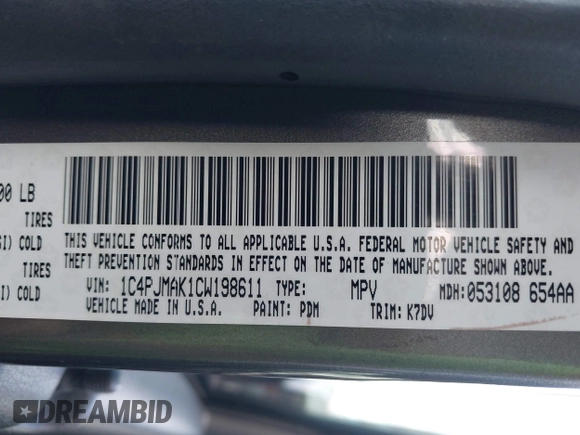 00 LB
TIRES
SI) COLD
TIRES
I) COLD
THIS VEHICLE CONFORMS TO ALL APPLICABLE U.S.A. FEDERAL MOTOR VEHICLE SAFETY AND
THEFT PREVENTION STANDARDS IN EFFECT ON THE DATE OF MANUFACTURE SHOWN ABOVE.
VIN: 1C4PJMAK1CW198611 TYPE: MPV MDH:053108 654AA
VEHICLE MADE IN U.S.A. PAINT: PDM TRIM: K7DV
DREAMBID